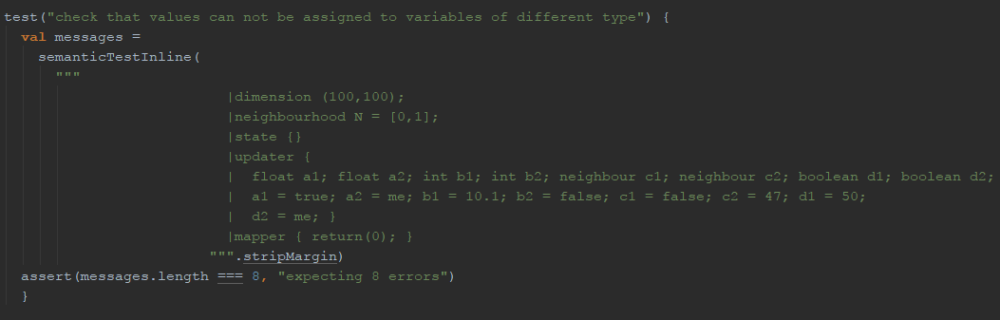 test("check that values can not be assigned to variables of different type") {
  val messages =
    semanticTestInline(
      """
                          |dimension (100,100);
                          |neighbourhood N = [0,1];
                          |state {}
                          |updater {
                          |  float a1; float a2; int b1; int b2; neighbour c1; neighbour c2; boolean d1; boolean d2;
                          |  a1 = true; a2 = me; b1 = 10.1; b2 = false; c1 = false; c2 = 47; d1 = 50;
                          |  d2 = me; }
                          |mapper { return(0); }
                        """.stripMargin)
  assert(messages.length === 8, "expecting 8 errors")
  }